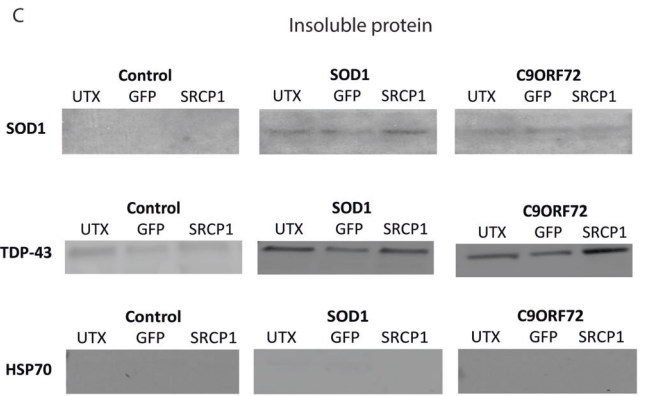 C
Insoluble protein
Control SOD1 C9ORF72
UTX GFP SRCP1 UTX GFP SRCP1 UTX GFP SRCP1
SOD1
Control SOD1 C9ORF72
UTX GFP SRCP1 UTX GFP SRCP1 UTX GFP SRCP1
TDP-43
Control SOD1 C9ORF72
UTX GFP SRCP1 UTX GFP SRCP1 UTX GFP SRCP1
HSP70